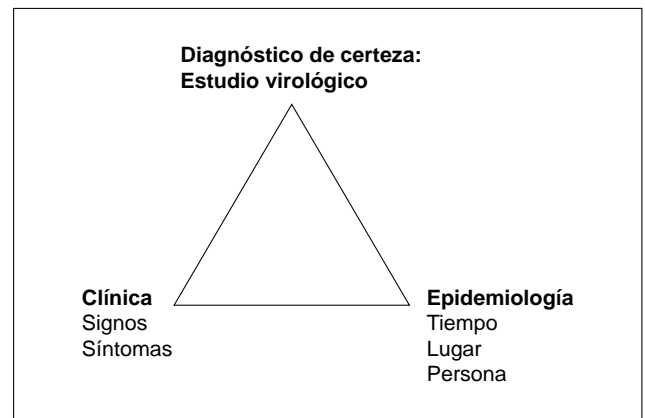 Diagnóstico de certeza:
Estudio virológico
Clínica
Signos
Síntomas
Epidemiología
Tiempo
Lugar
Persona